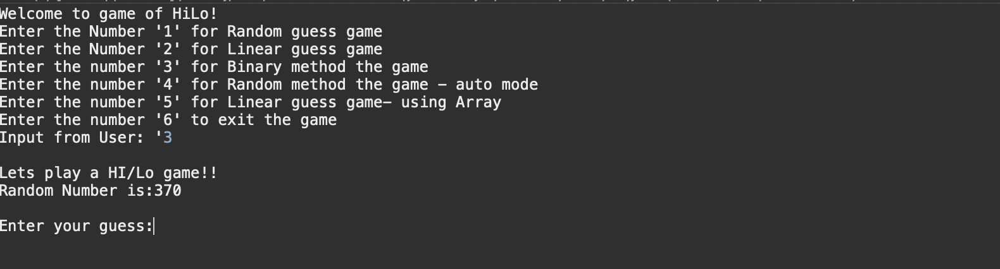 Welcome to game of HiLo!
Enter the Number '1' for Random guess game
Enter the Number '2' for Linear guess game
Enter the number '3' for Binary method the game
Enter the number '4' for Random method the game - auto mode
Enter the number '5' for Linear guess game- using Array
Enter the number '6' to exit the game
Input from User: '3
Lets play a HI/Lo game!!
Random Number is:370
Enter your guess: